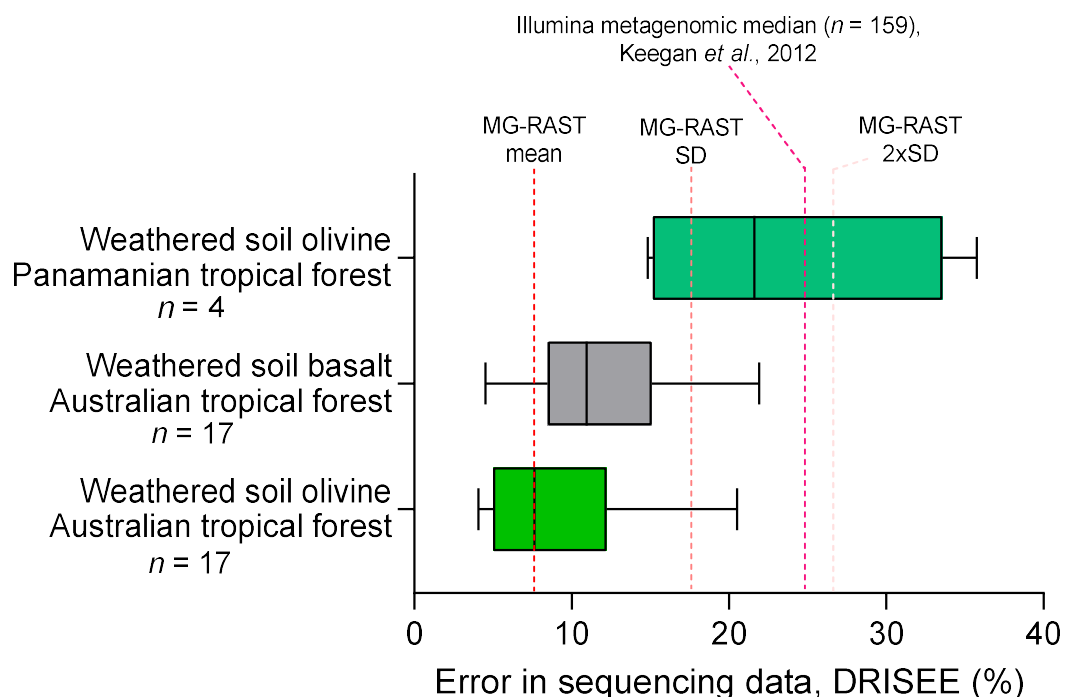 Illumina metagenomic median (n = 159),
Keegan et al., 2012
MG-RAST
mean
MG-RAST
SD
MG-RAST
2xSD
Weathered soil olivine
Panamanian tropical forest
n = 4
Weathered soil basalt
Australian tropical forest
n = 17
Weathered soil olivine
Australian tropical forest
n = 17
0 10 20 30 40
Error in sequencing data, DRISEE (%)